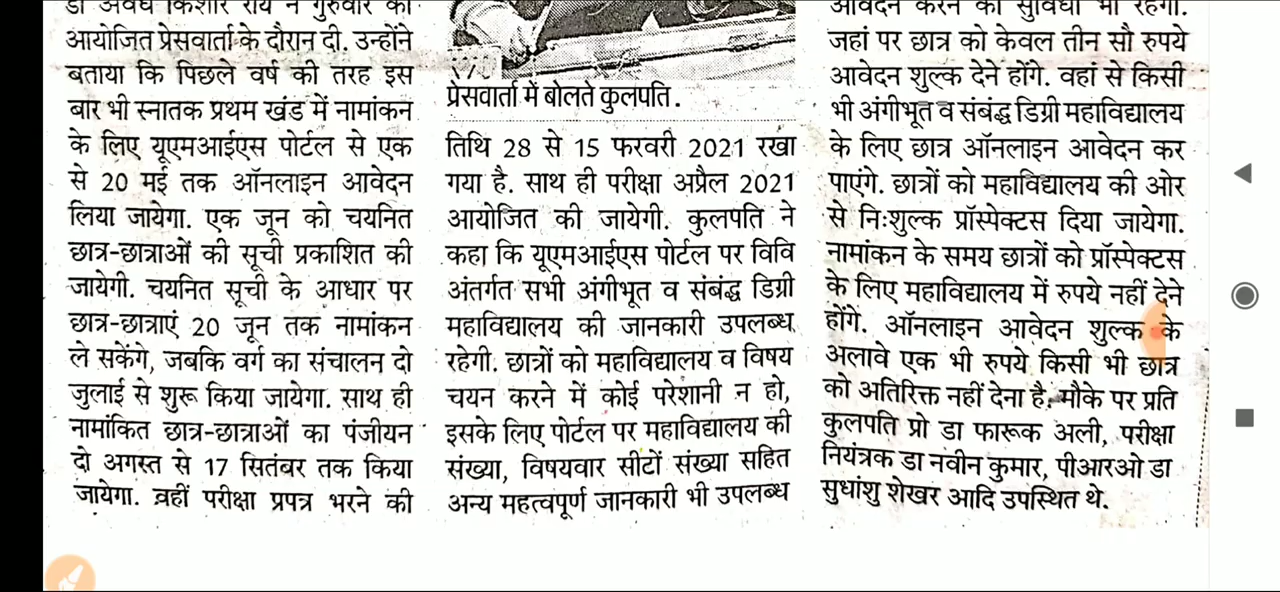 डा अवध किशोर राय ने गुरुवार को
आयोजित प्रेसवार्ता के दौरान दी. उन्होंने
बताया कि पिछले वर्ष की तरह इस
बार भी स्नातक प्रथम खंड में नामांकन
के लिए यूएमआईएस पोर्टल से एक
से 20 मई तक ऑनलाइन आवेदन
लिया जायेगा. एक जून को चयनित
छात्र-छात्राओं की सूची प्रकाशित की
जायेगी. चयनित सूची के आधार पर
छात्र-छात्राएं 20 जून तक नामांकन
ले सकेंगे, जबकि वर्ग का संचालन दो
जुलाई से शुरू किया जायेगा. साथ ही
नामांकित छात्र-छात्राओं का पंजीयन
दो अगस्त से 17 सितंबर तक किया
जायेगा. वहीं परीक्षा प्रपत्र भरने की
प्रेसवार्ता में बोलते कुलपति.
तिथि 28 से 15 फरवरी 2021 रखा
गया है. साथ ही परीक्षा अप्रैल 2021
आयोजित की जायेगी. कुलपति ने
कहा कि यूएमआईएस पोर्टल पर विवि
अंतर्गत सभी अंगीभूत व संबंद्ध डिग्री
महाविद्यालय की जानकारी उपलब्ध
रहेगी. छात्रों को महाविद्यालय व विषय
चयन करने में कोई परेशानी न हो,
इसके लिए पोर्टल पर महाविद्यालय की
संख्या, विषयवार सीटों संख्या सहित
अन्य महत्वपूर्ण जानकारी भी उपलब्ध
आवेदन करने की सुविधा भी रहेगी.
जहां पर छात्र को केवल तीन सौ रुपये
आवेदन शुल्क देने होंगे. वहां से किसी
भी अंगीभूत व संबंद्ध डिग्री महाविद्यालय
के लिए छात्र ऑनलाइन आवेदन कर
पाएंगे. छात्रों को महाविद्यालय की ओर
से निःशुल्क प्रॉस्पेक्टस दिया जायेगा.
नामांकन के समय छात्रों को प्रॉस्पेक्टस
के लिए महाविद्यालय में रुपये नहीं देने
होंगे. ऑनलाइन आवेदन शुल्क के
अलावे एक भी रुपये किसी भी छात्र
को अतिरिक्त नहीं देना है. मौके पर प्रति
कुलपति प्रो डा फारूक अली, परीक्षा
नियंत्रक डा नवीन कुमार, पीआरओ डा
सुधांशु शेखर आदि उपस्थित थे.